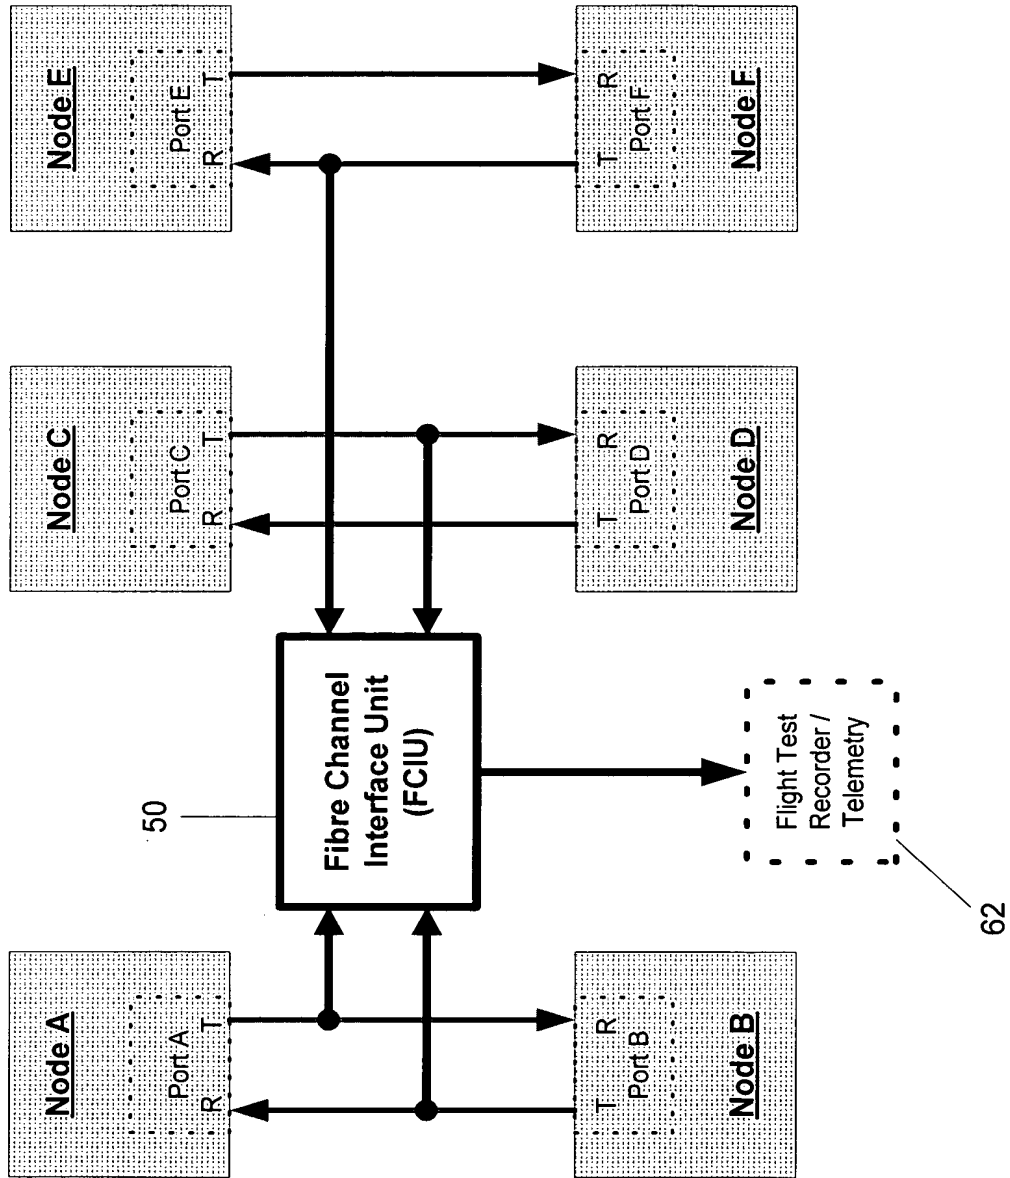 Node A
Port A
R T
Node C
Port C
R T
Node E
Port E
R T
50
Fibre Channel
Interface Unit
(FCIU)
T R
Port B
Node B
T R
Port D
Node D
T R
Port F
Node F
Flight Test
Recorder /
Telemetry
62